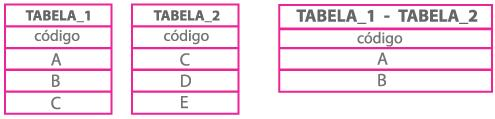 TABELA_1
código
A
B
C
TABELA_2
código
C
D
E
TABELA_1 - TABELA_2
código
A
B